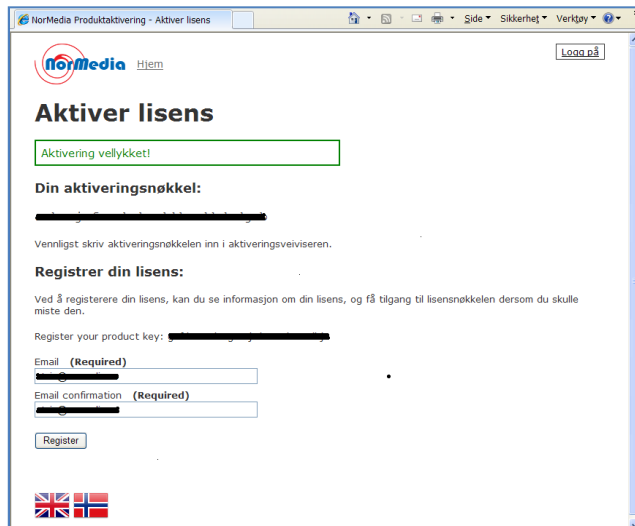 NorMedia Produktaktivering - Aktiver lisens
Side Sikkerhet Verktøy
NorMedia Hjem
Logg på
Aktiver lisens
Aktivering vellykket!
Din aktiveringsnøkkel:
Vennligst skriv aktiveringsnøkkelen inn i aktiveringsveiviseren.
Registrer din lisens:
Ved å registerere din lisens, kan du se informasjon om din lisens, og få tilgang til lisensnøkkelen dersom du skulle
miste den.
Register your product key:
Email (Required)
Email confirmation (Required)
Register